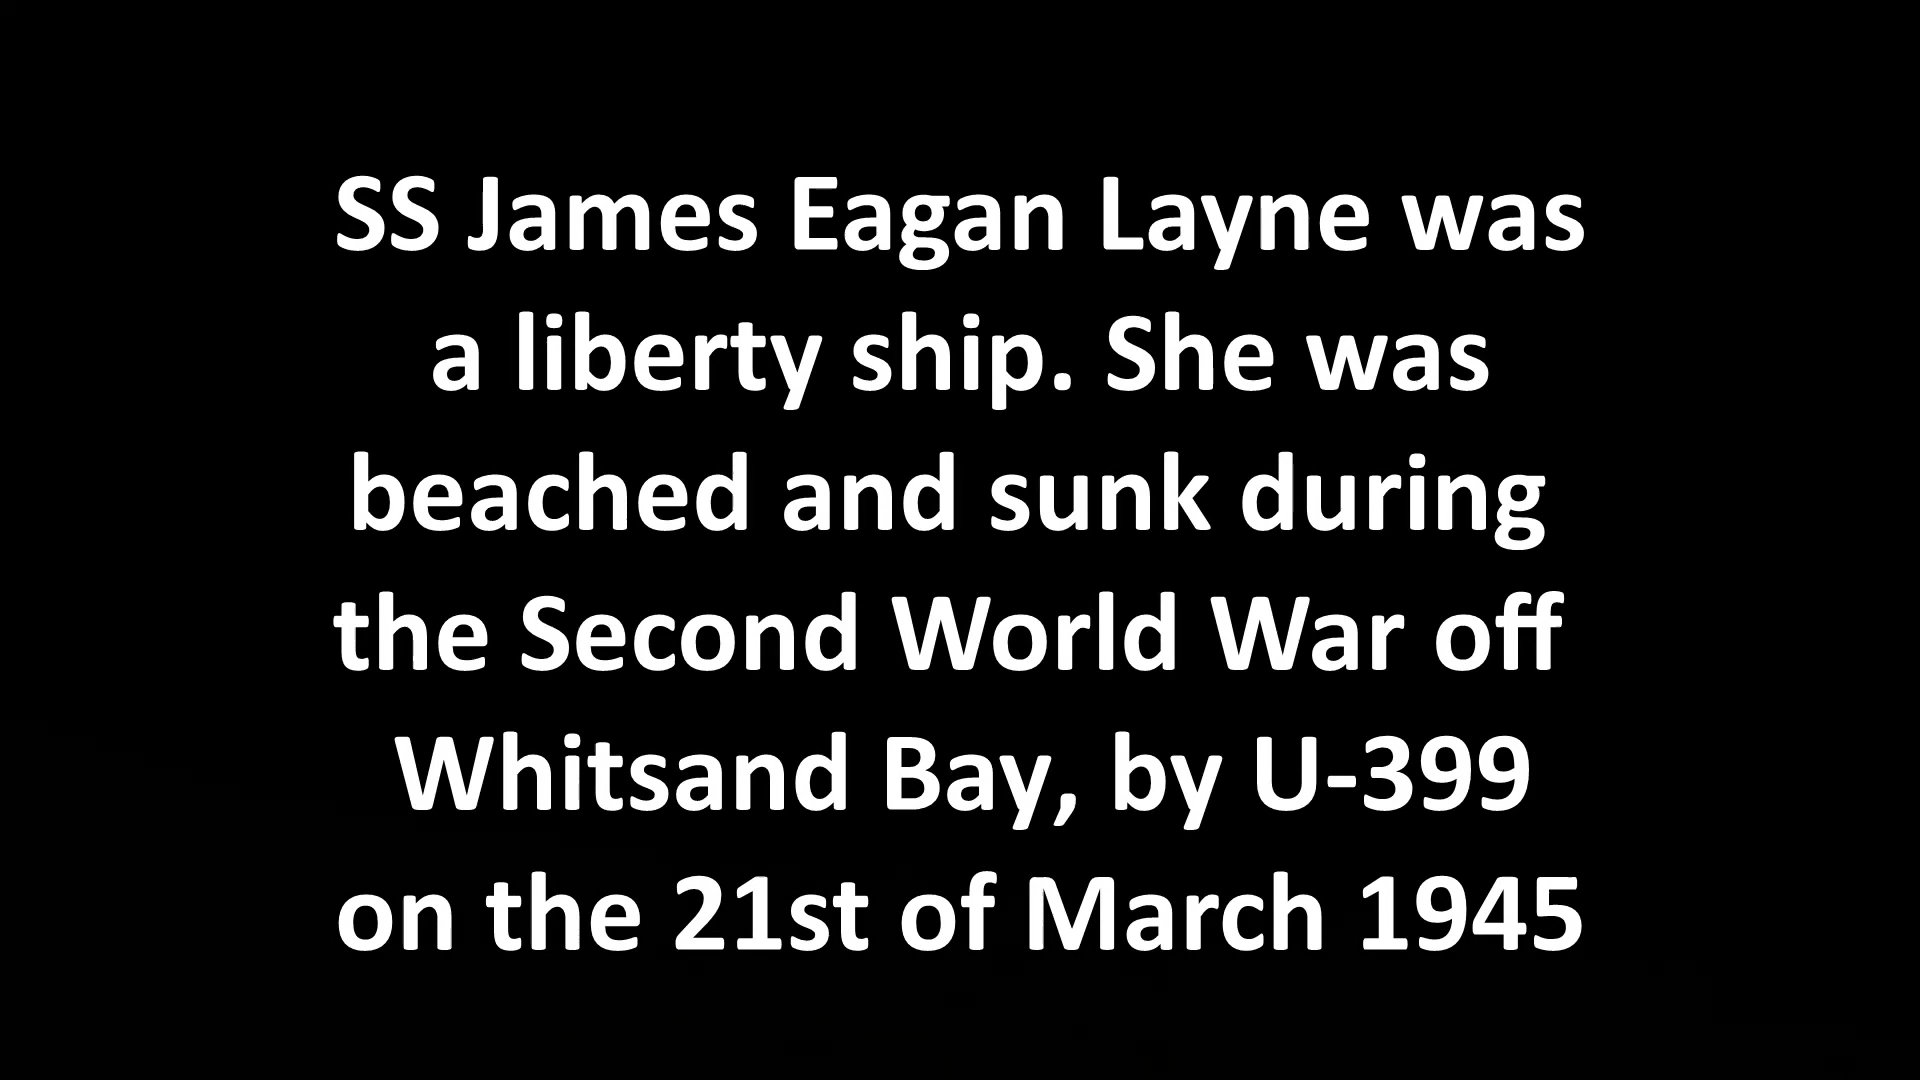 SS James Eagan Layne was
a liberty ship. She was
beached and sunk during
the Second World War off
Whitsand Bay, by U-399
on the 21st of March 1945